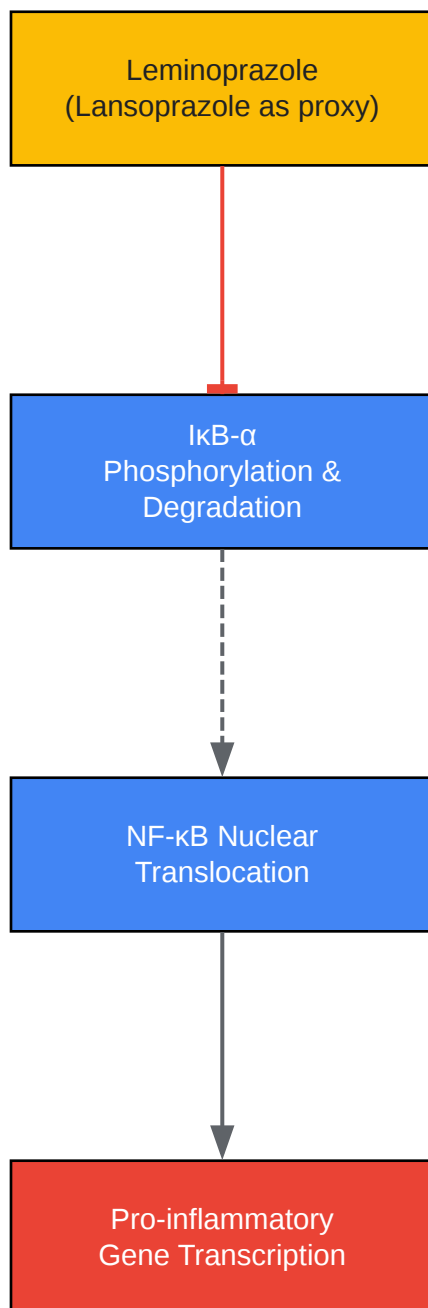 Leminoprazole
(Lansoprazole as proxy)
IκB-α
Phosphorylation &
Degradation
NF-κB Nuclear
Translocation
Pro-inflammatory
Gene Transcription